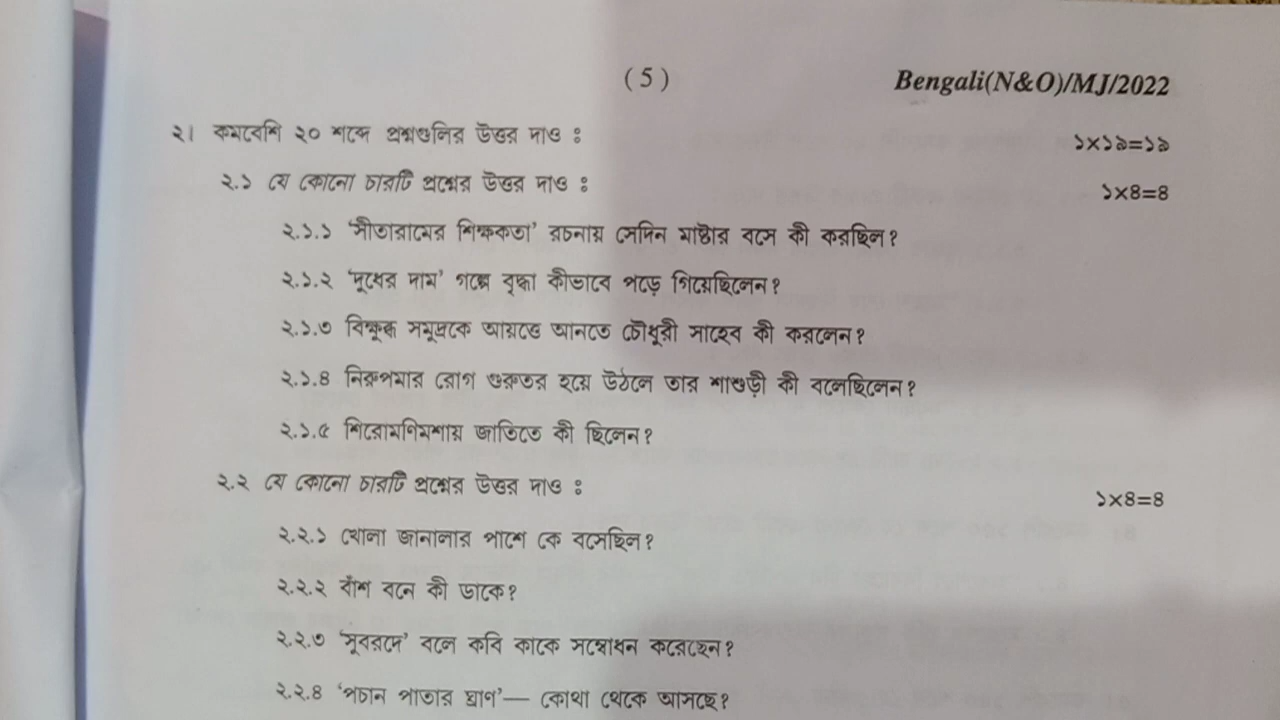 ( 5 )
Bengali(N&O)/MJ/2022
২। কমবেশি ২০ শব্দে প্রশ্নগুলির উত্তর দাও ঃ ১×১৯=১৯
২.১ যে কোনো চারটি প্রশ্নের উত্তর দাও ঃ ১×৪=৪
২.১.১ ‘সীতারামের শিক্ষকতা’ রচনায় সেদিন মাষ্টার বসে কী করছিল?
২.১.২ ‘দুধের দাম’ গল্পে বৃদ্ধা কীভাবে পড়ে গিয়েছিলেন?
২.১.৩ বিক্ষুব্ধ সমুদ্রকে আয়ত্তে আনতে চৌধুরী সাহেব কী করলেন?
২.১.৪ নিরুপমার রোগ গুরুতর হয়ে উঠলে তার শাশুড়ী কী বলেছিলেন?
২.১.৫ শিরোমণিমশায় জাতিতে কী ছিলেন?
২.২ যে কোনো চারটি প্রশ্নের উত্তর দাও ঃ ১×৪=৪
২.২.১ খোলা জানালার পাশে কে বসেছিল?
২.২.২ বাঁশ বনে কী ডাকে?
২.২.৩ ‘সুবরদে’ বলে কবি কাকে সম্বোধন করেছেন?
২.২.৪ ‘পচান পাতার ঘ্রাণ’— কোথা থেকে আসছে?